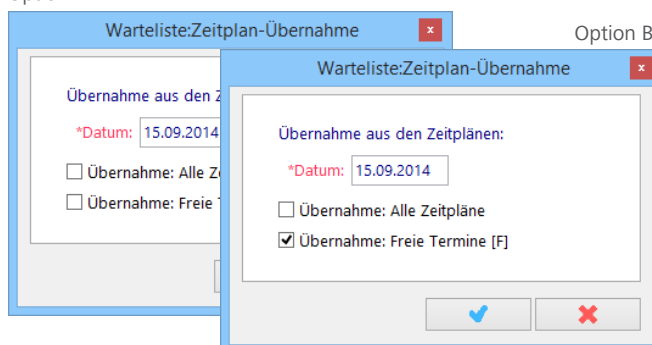 Warteliste:Zeitplan-Übernahme
x
Übernahme aus den
*Datum: 15.09.2014
Übernahme: Alle
Übernahme: Freie
Option B
Warteliste:Zeitplan-Übernahme
x
Übernahme aus den Zeitplänen:
*Datum: 15.09.2014
Übernahme: Alle Zeitpläne
Übernahme: Freie Termine [F]